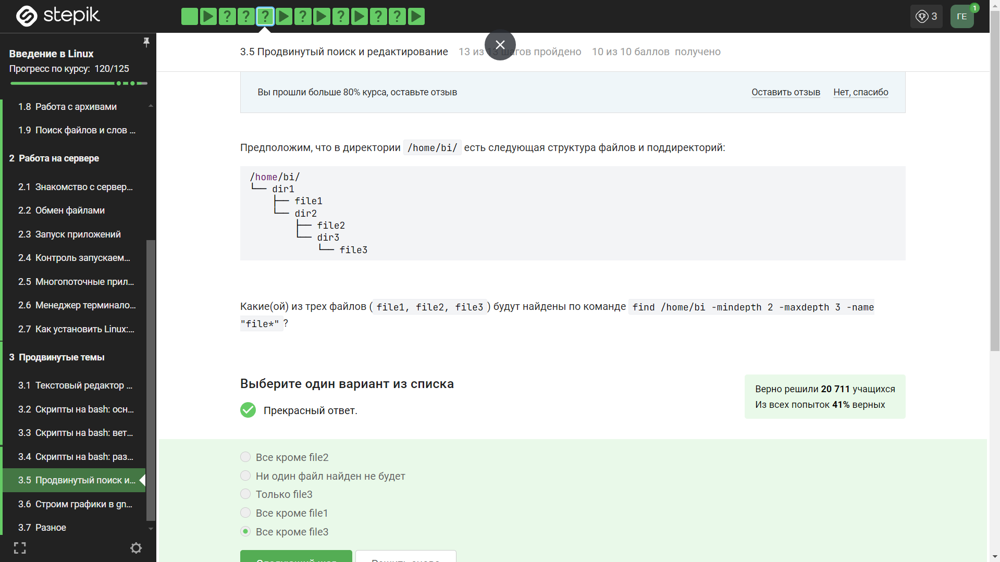 stepik
? ? ? ? ? ? ?
3
ГЕ
1
Введение в Linux
Прогресс по курсу: 120/125
1.8 Работа с архивами
1.9 Поиск файлов и слов ...
2 Работа на сервере
2.1 Знакомство с сервер...
2.2 Обмен файлами
2.3 Запуск приложений
2.4 Контроль запускаем...
2.5 Многопоточные прил...
2.6 Менеджер терминало...
2.7 Как установить Linux:...
3 Продвинутые темы
3.1 Текстовый редактор ...
3.2 Скрипты на bash: осн...
3.3 Скрипты на bash: вет...
3.4 Скрипты на bash: раз...
3.5 Продвинутый поиск и...
3.6 Строим графики в gn...
3.7 Разное
3.5 Продвинутый поиск и редактирование 13 из 13 шагов пройдено 10 из 10 баллов получено
Вы прошли больше 80% курса, оставьте отзыв Оставить отзыв Нет, спасибо
Предположим, что в директории /home/bi/ есть следующая структура файлов и поддиректорий:
/home/bi/
└── dir1
├── file1
└── dir2
├── file2
└── dir3
└── file3
Какие(ой) из трех файлов (file1, file2, file3) будут найдены по команде find /home/bi -mindepth 2 -maxdepth 3 -name
"file*" ?
Выберите один вариант из списка
Прекрасный ответ.
Верно решили 20 711 учащихся
Из всех попыток 41% верных
Все кроме file2
Ни один файл найден не будет
Только file3
Все кроме file1
Все кроме file3